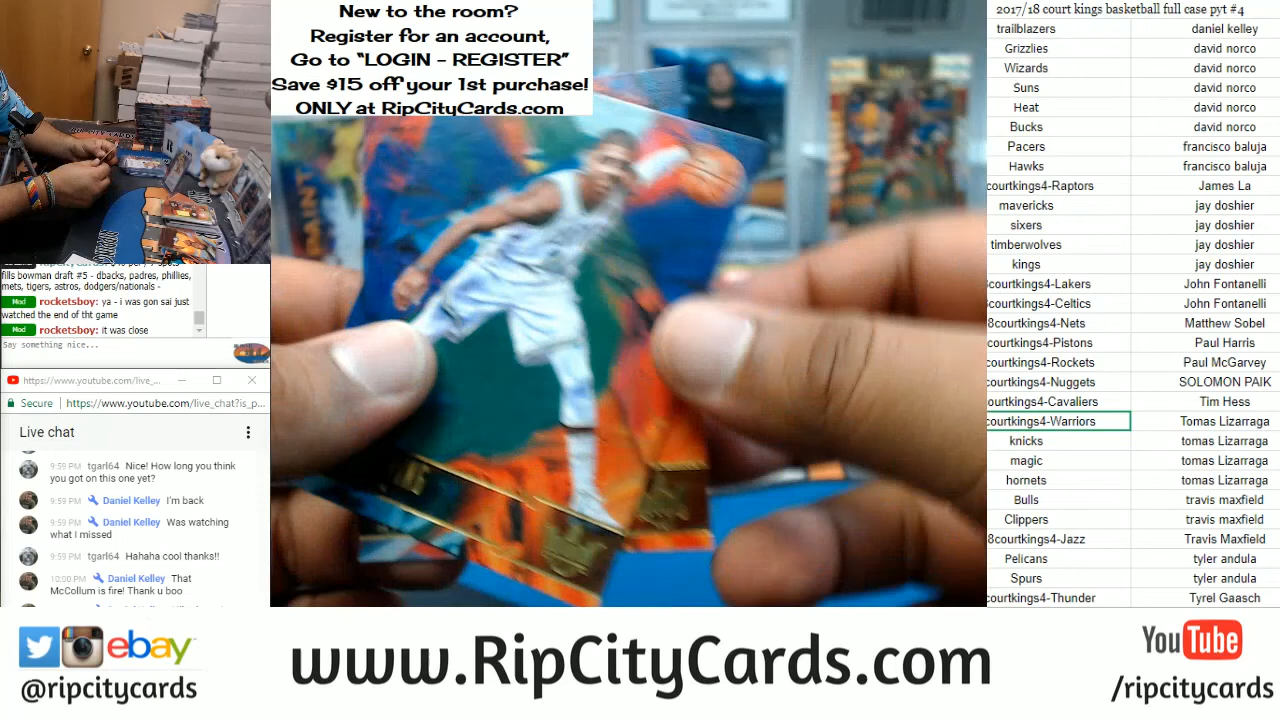 New to the room?
Register for an account,
Go to “LOGIN - REGISTER”
Save $15 off your 1st purchase!
ONLY at RipCityCards.com
2017/18 court kings basketball full case pyt #4
trailblazers daniel kelley
Grizzlies david norco
Wizards david norco
Suns david norco
Heat david norco
Bucks david norco
Pacers francisco baluja
Hawks francisco baluja
courtkings4-Raptors James La
mavericks jay doshier
sixers jay doshier
timberwolves jay doshier
kings jay doshier
courtkings4-Lakers John Fontanelli
courtkings4-Celtics John Fontanelli
8courtkings4-Nets Matthew Sobel
courtkings4-Pistons Paul Harris
courtkings4-Rockets Paul McGarvey
courtkings4-Nuggets SOLOMON PAIK
ourtkings4-Cavaliers Tim Hess
courtkings4-Warriors Tomas Lizarraga
knicks tomas Lizarraga
magic tomas Lizarraga
hornets tomas Lizarraga
Bulls travis maxfield
Clippers travis maxfield
8courtkings4-Jazz Travis Maxfield
Pelicans tyler andula
Spurs tyler andula
courtkings4-Thunder Tyrel Gaasch
RIP CITY CARDS
fills bowman draft #5 - dbacks, padres, phillies,
mets, tigers, astros, dodgers/nationals -
Mod rocketsboy: ya - i was gon sai just
watched the end of tht game
Mod rocketsboy: it was close
Say something nice...
https://www.youtube.com/live_...
Secure https://www.youtube.com/live_chat?is_p...
Live chat
9:59 PM tgarl64 Nice! How long you think
you got on this one yet?
9:59 PM Daniel Kelley I'm back
9:59 PM Daniel Kelley Was watching
what I missed
9:59 PM tgarl64 Hahaha cool thanks!!
10:00 PM Daniel Kelley That
McCollum is fire! Thank u boo
PAINT
ebay
@ripcitycards
www.RipCityCards.com
YouTube
/ripcitycards